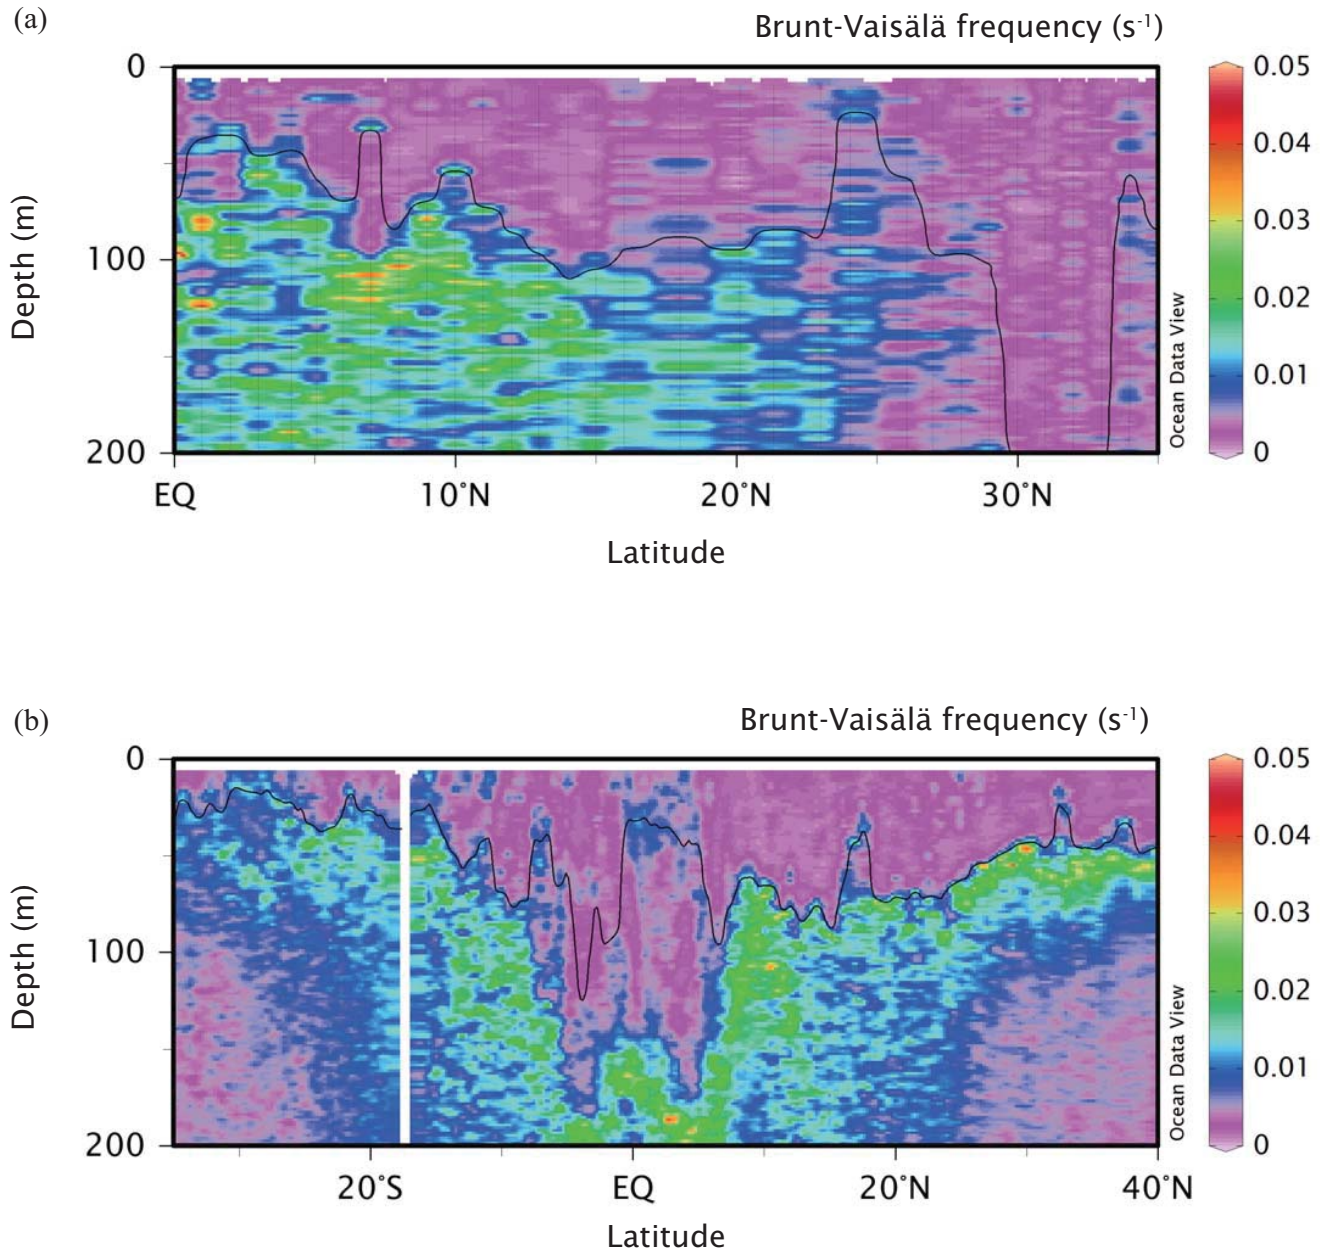 (a)
Brunt-Vaisälä frequency (s-1)
0
100
200
Depth (m)
EQ
10°N
20°N
30°N
Latitude
Ocean Data View
0.05
0.04
0.03
0.02
0.01
0
(b)
Brunt-Vaisälä frequency (s-1)
0
100
200
Depth (m)
20°S
EQ
20°N
40°N
Latitude
Ocean Data View
0.05
0.04
0.03
0.02
0.01
0